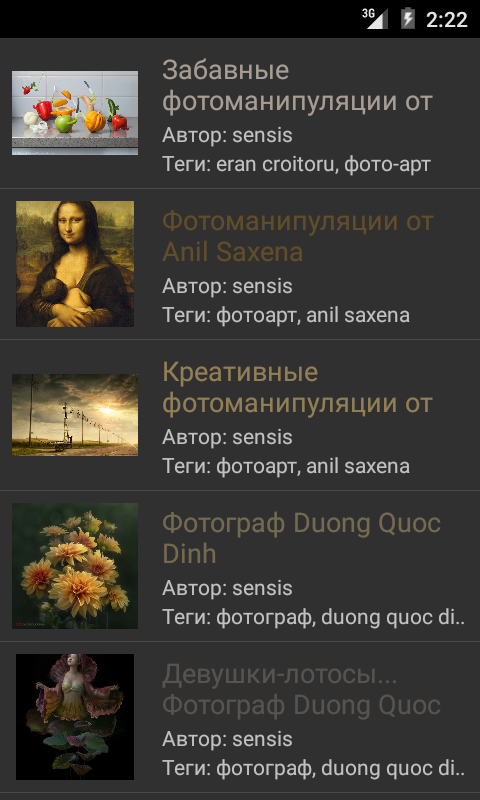 3G 2:22
Забавные
фотоманипуляции от
Автор: sensis
Теги: eran croitoru, фото-арт
Фотоманипуляции от
Anil Saxena
Автор: sensis
Теги: фотоарт, anil saxena
Креативные
фотоманипуляции от
Автор: sensis
Теги: фотоарт, anil saxena
Фотограф Duong Quoc
Dinh
Автор: sensis
Теги: фотограф, duong quoc di..
Девушки-лотосы...
Фотограф Duong Quoc
Автор: sensis
Теги: фотограф, duong quoc di..